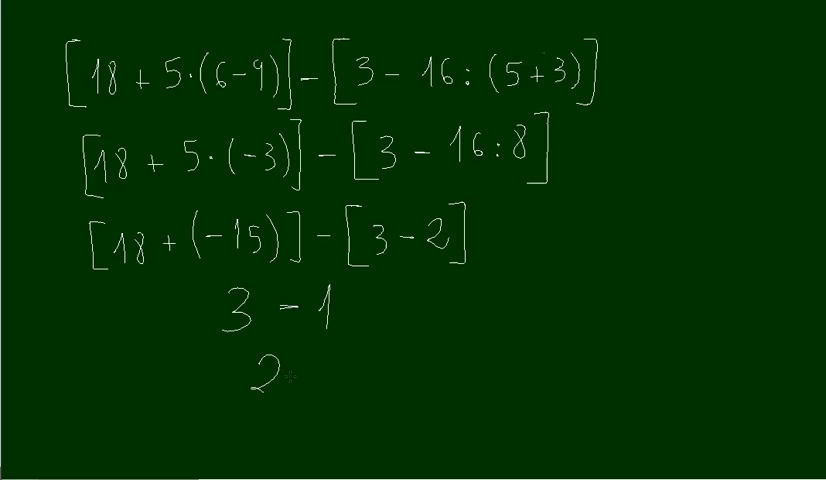 [18 + 5·(6-9)] - [3 - 16:(5+3)]
[18 + 5·(-3)] - [3 - 16:8]
[18 + (-15)] - [3-2]
3 - 1
2